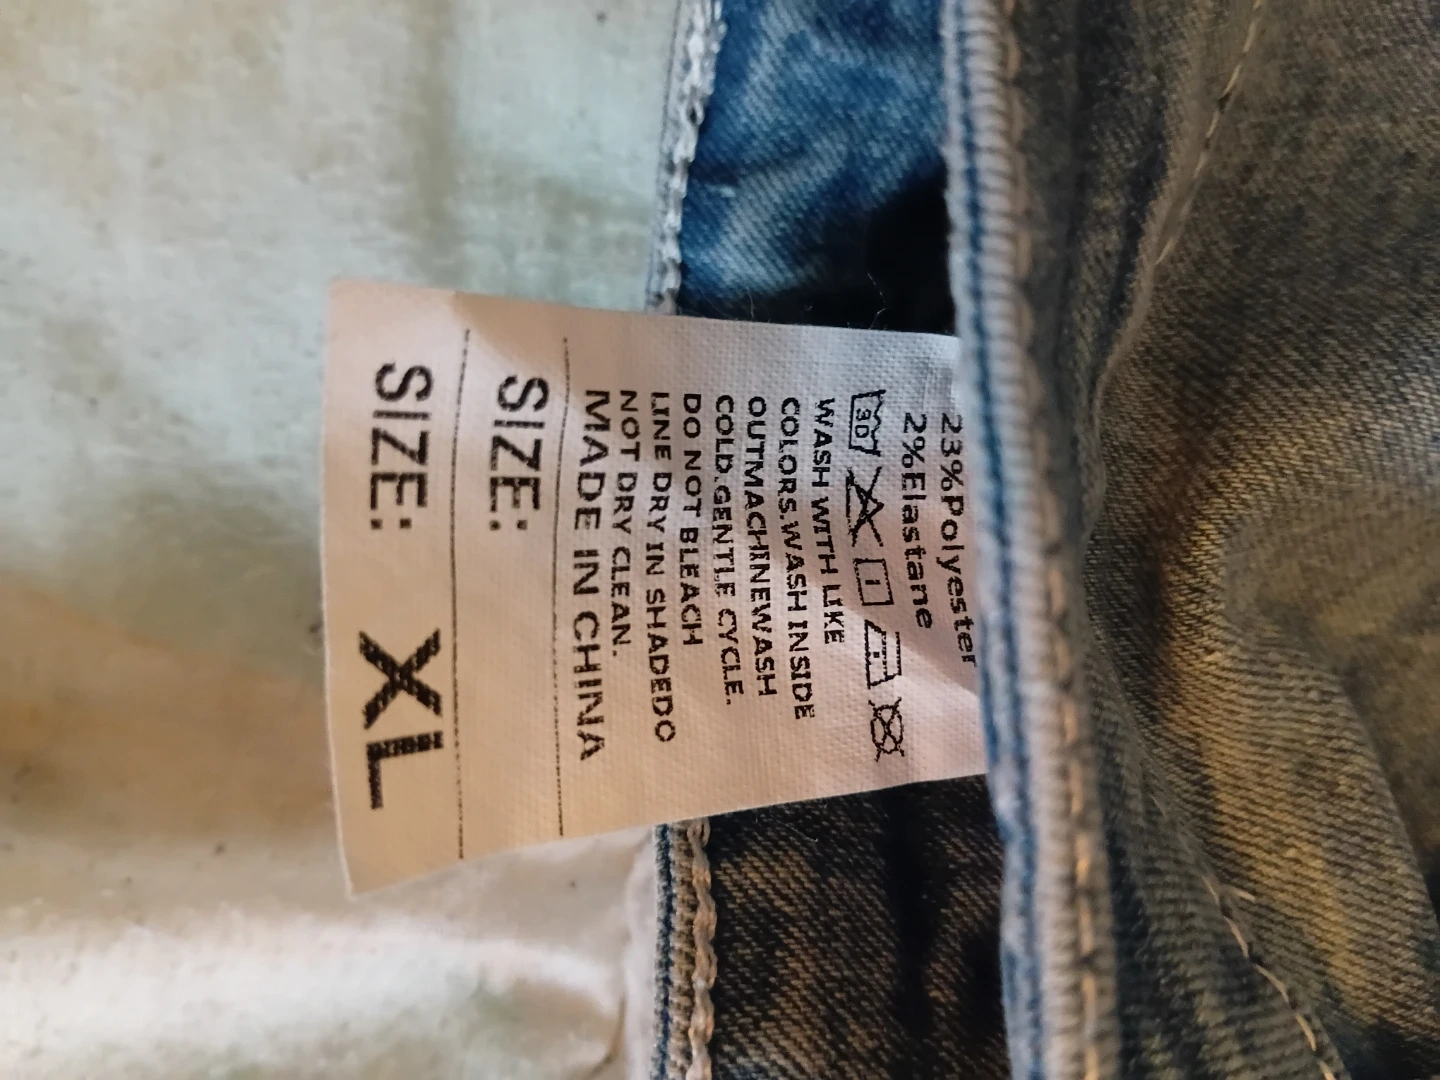 23%Polyester
2%Elastane
30
WASH WITH LIKE
COLORS.WASH INSIDE
OUTMACHINEWASH
COLD.GENTLE CYCLE.
DO NOT BLEACH
LINE DRY IN SHADEDO
NOT DRY CLEAN.
MADE IN CHINA
SIZE:
SIZE: XL